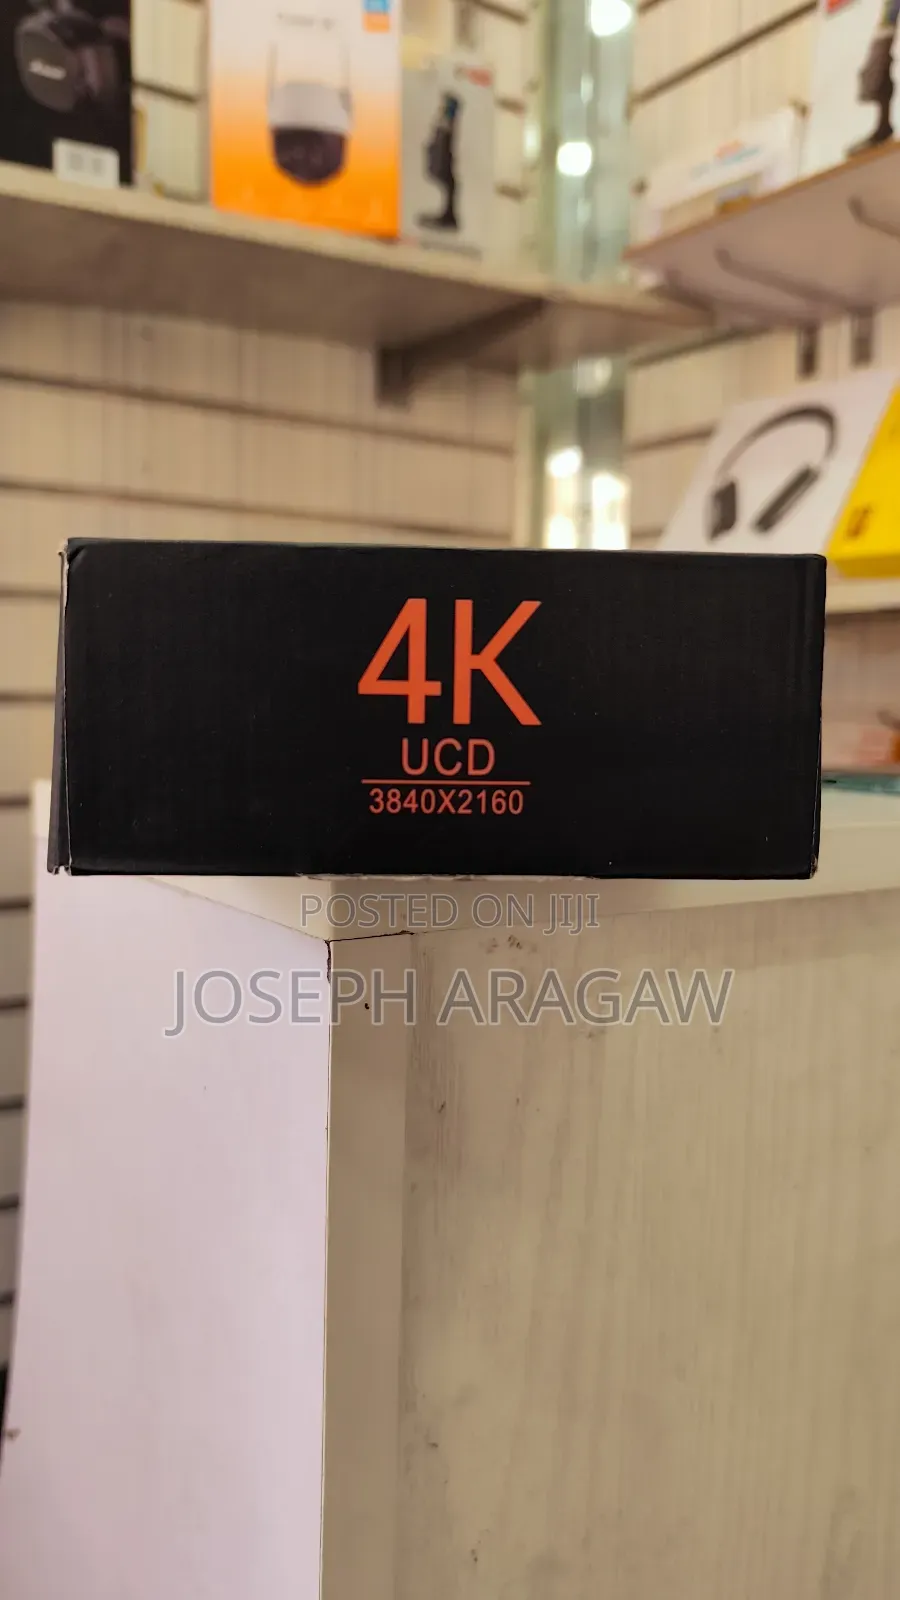 4K
UCD
3840X2160
POSTED ON JIJI
JOSEPH ARAGAW